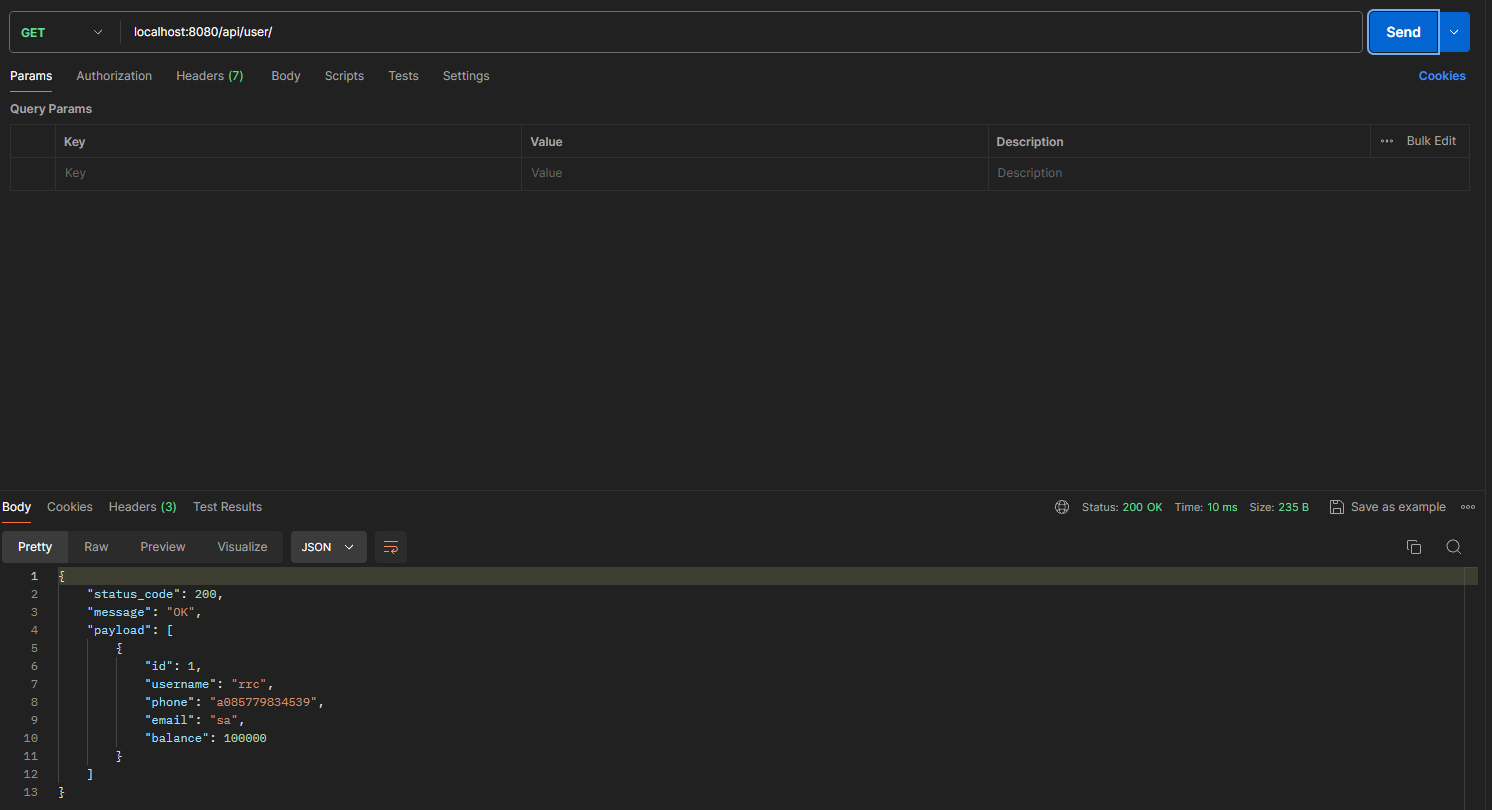 GET localhost:8080/api/user/ Send
Params Authorization Headers (7) Body Scripts Tests Settings Cookies
Query Params
Key Value Description ••• Bulk Edit
Key Value Description
Body Cookies Headers (3) Test Results Status: 200 OK Time: 10 ms Size: 235 B Save as example
Pretty Raw Preview Visualize JSON
1 {
2 "status_code": 200,
3 "message": "OK",
4 "payload": [
5 {
6 "id": 1,
7 "username": "rrc",
8 "phone": "a085779834539",
9 "email": "sa",
10 "balance": 100000
11 }
12 ]
13 }